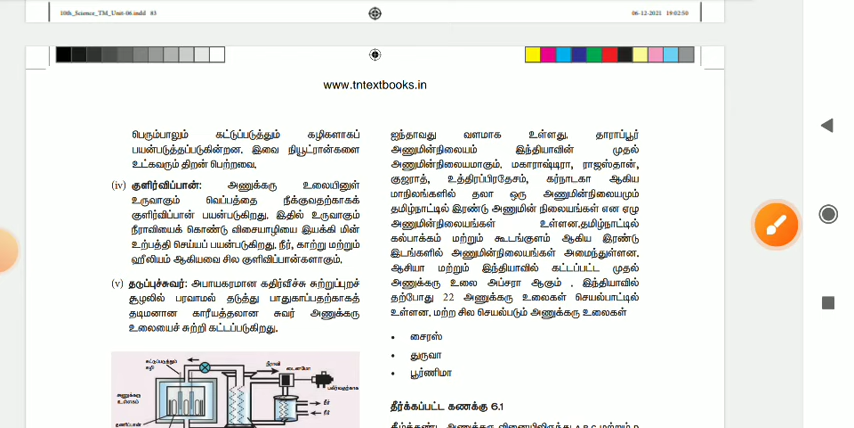 10th_Science_TM_Unit-06.indd 83
06-12-2021 19:02:50
www.tntextbooks.in
பெரும்பாலும் கட்டுப்படுத்தும் கழிகளாகப்
பயன்படுத்தப்படுகின்றன. இவை நியூட்ரான்களை
உட்கவரும் திறன் பெற்றவை.
(iv) குளிர்விப்பான்: அணுக்கரு உலையினுள்
உருவாகும் வெப்பத்தை நீக்குவதற்காகக்
குளிர்விப்பான் பயன்படுகிறது. இதில் உருவாகும்
நீராவியைக் கொண்டு விசையாழியை இயக்கி மின்
உற்பத்தி செய்யப் பயன்படுகிறது. நீர், காற்று மற்றும்
ஹீலியம் ஆகியவை சில குளிவிப்பான்களாகும்.
(v) தடுப்புச்சுவர்: அபாயகரமான கதிர்வீச்சு சுற்றுப்புறச்
சூழலில் பரவாமல் தடுத்து பாதுகாப்பதற்காகத்
தடிமனான காரீயத்தலான சுவர் அணுக்கரு
உலையைச் சுற்றி கட்டப்படுகிறது.
கட்டுப்படுத்தும்
கழி
நீராவி
டைனமோ
அணுக்கரு
நீர்
நீர்
தணிப்பான்
ஐந்தாவது வளமாக உள்ளது. தாராப்பூர்
அணுமின்நிலையம் இந்தியாவின் முதல்
அணுமின்நிலையமாகும். மகாராஷ்டிரா, ராஜஸ்தான்,
குஜராத், உத்திரப்பிரதேசம், கர்நாடகா ஆகிய
மாநிலங்களில் தலா ஒரு அணுமின்நிலையமும்
தமிழ்நாட்டில் இரண்டு அணுமின் நிலையங்கள் என ஏழு
அணுமின்நிலையங்கள் உள்ளன.தமிழ்நாட்டில்
கல்பாக்கம் மற்றும் கூடங்குளம் ஆகிய இரண்டு
இடங்களில் அணுமின்நிலையங்கள் அமைந்துள்ளன.
ஆசியா மற்றும் இந்தியாவில் கட்டப்பட்ட முதல்
அணுக்கரு உலை அப்சரா ஆகும் . இந்தியாவில்
தற்போது 22 அணுக்கரு உலைகள் செயல்பாட்டில்
உள்ளன. மற்ற சில செயல்படும் அணுக்கரு உலைகள்
• சைரஸ்
• துருவா
• பூர்ணிமா
தீர்க்கப்பட்ட கணக்கு 6.1